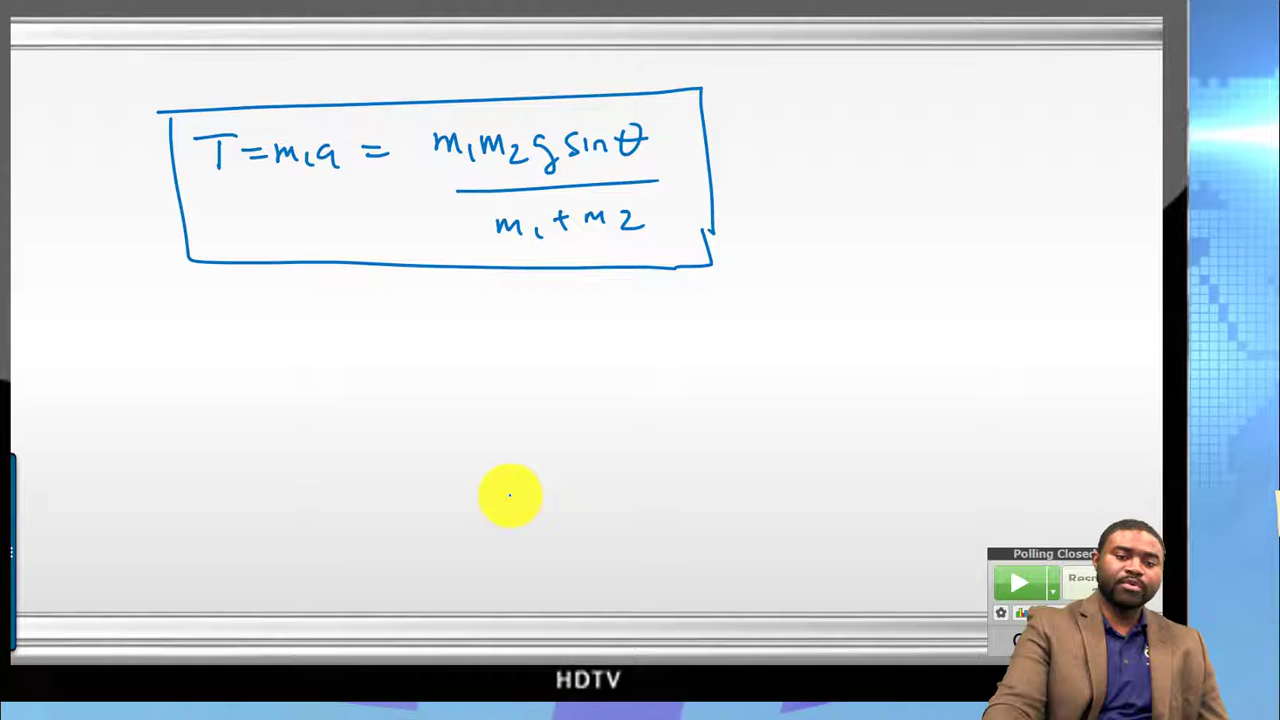 T = m₁a = m₁m₂g sinθ
m₁ + m2
Polling Closed
HDTV